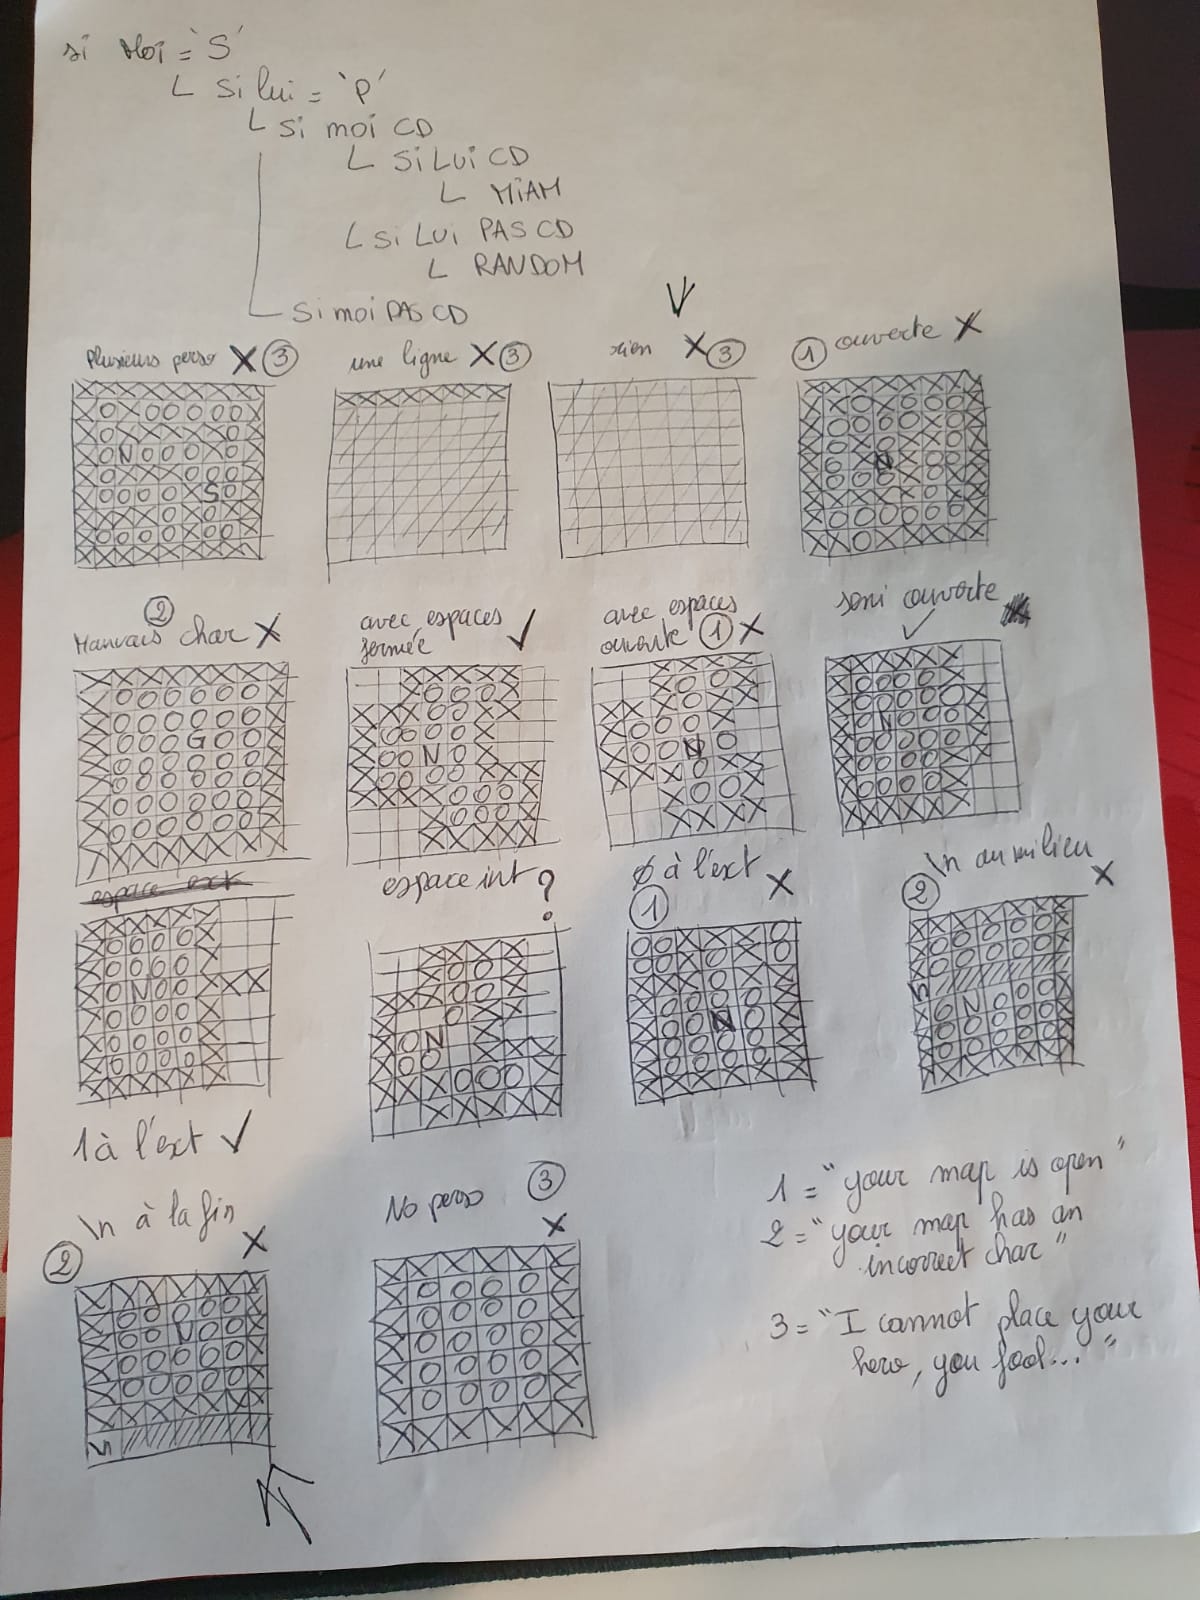 si Moi = 'S'
└ si lui = 'P'
└ si moi CD
└ Si LUi CD
└ MiAM
└ si LUi PAS CD
└ RANDOM
└ Si moi PAS CD
Plusieurs perso X ③
une ligne X ③
rien X ③
① ouverte X
②
Mauvais char X
avec espaces
fermée ✓
avec espaces
ouverte ① X
semi ouverte
✓
espace ext
espace int ?
0 à l'ext X
①
\n au milieu
② X
1 à l'ext ✓
\n à la fin
② X
No perso ③
X
1 = "your map is open"
2 = "your map has an
incorrect char"
3 = "I cannot place your
hero, you fool..."